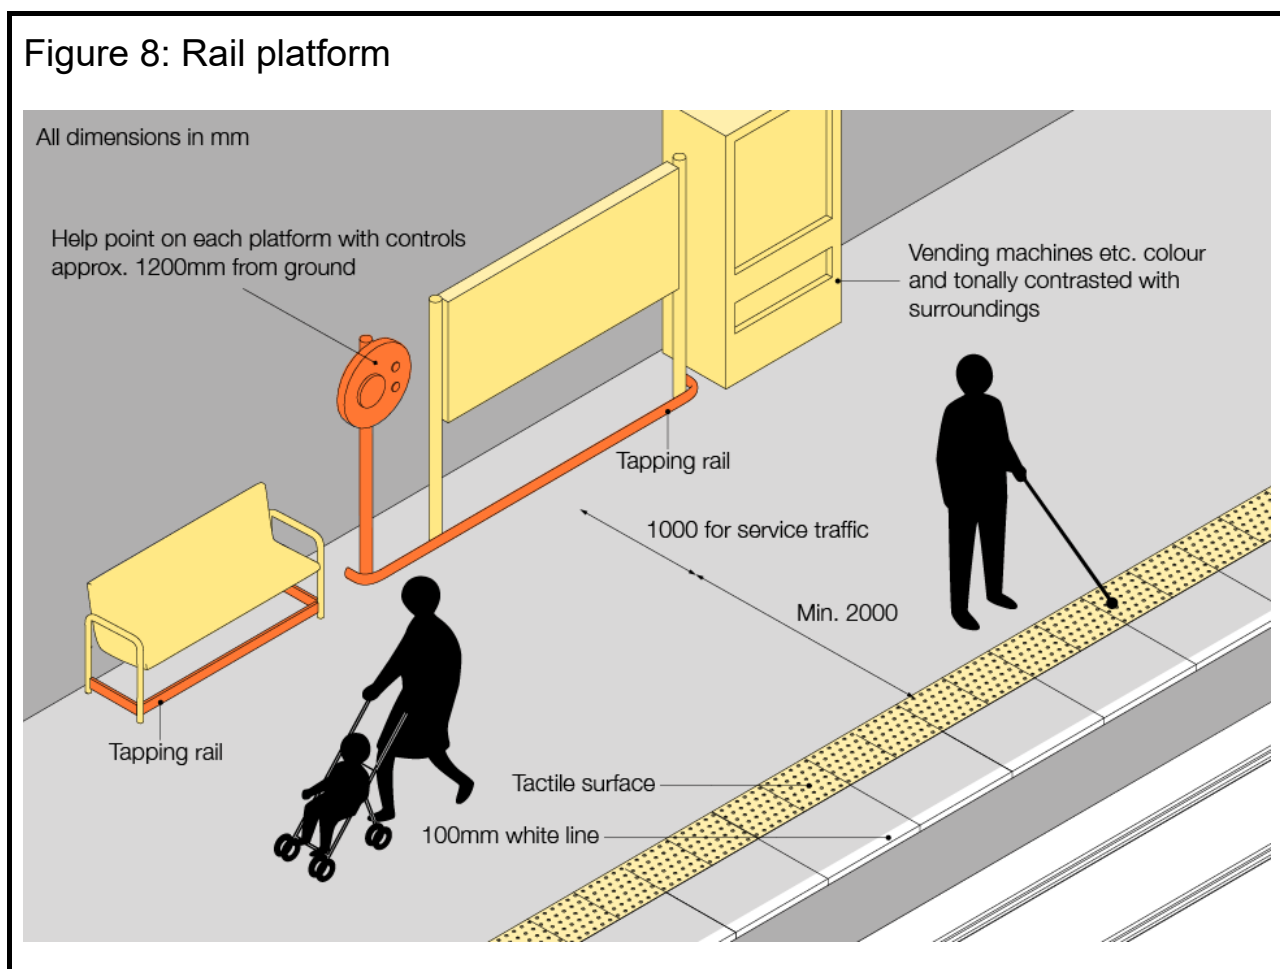 Figure 8: Rail platform
All dimensions in mm
Help point on each platform with controls
approx. 1200mm from ground
Vending machines etc. colour
and tonally contrasted with
surroundings
Tapping rail
1000 for service traffic
Min. 2000
Tapping rail
Tactile surface
100mm white line